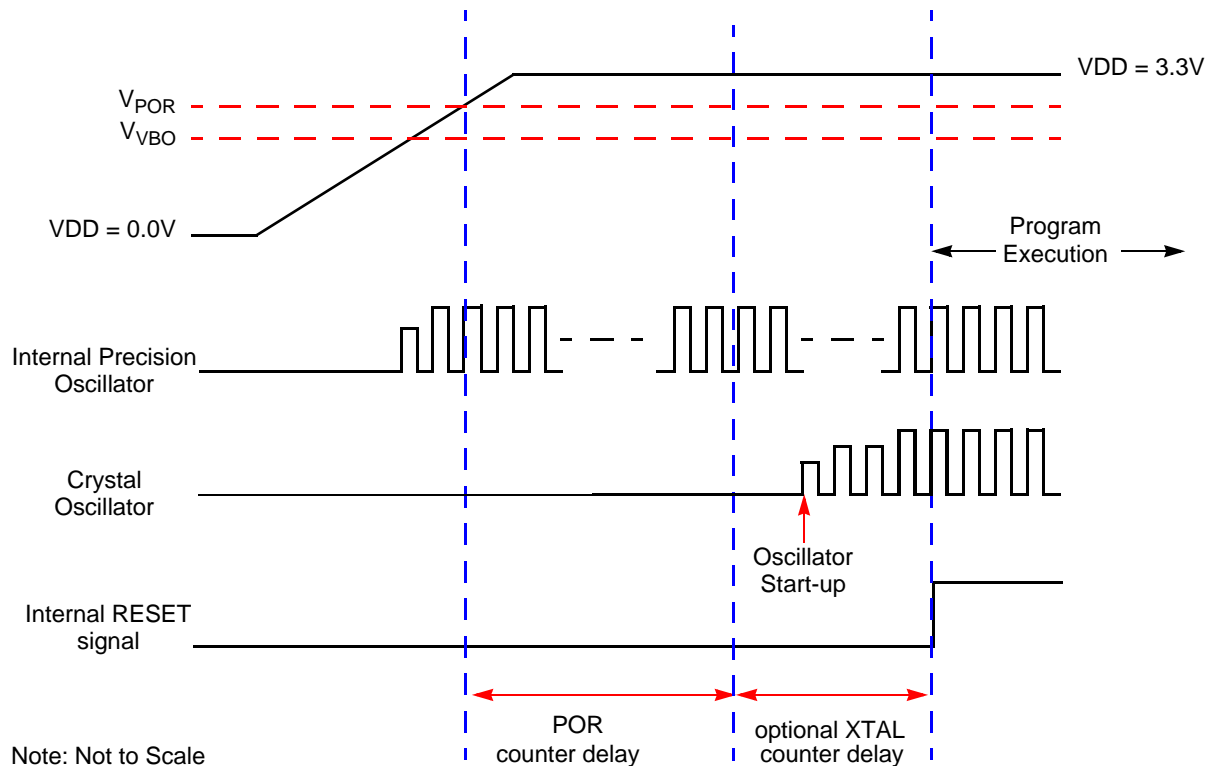 VDD = 3.3V
VPOR
VVBO
VDD = 0.0V
Program
Execution
Internal Precision
Oscillator
Crystal
Oscillator
Oscillator
Start-up
Internal RESET
signal
POR
counter delay
optional XTAL
counter delay
Note: Not to Scale